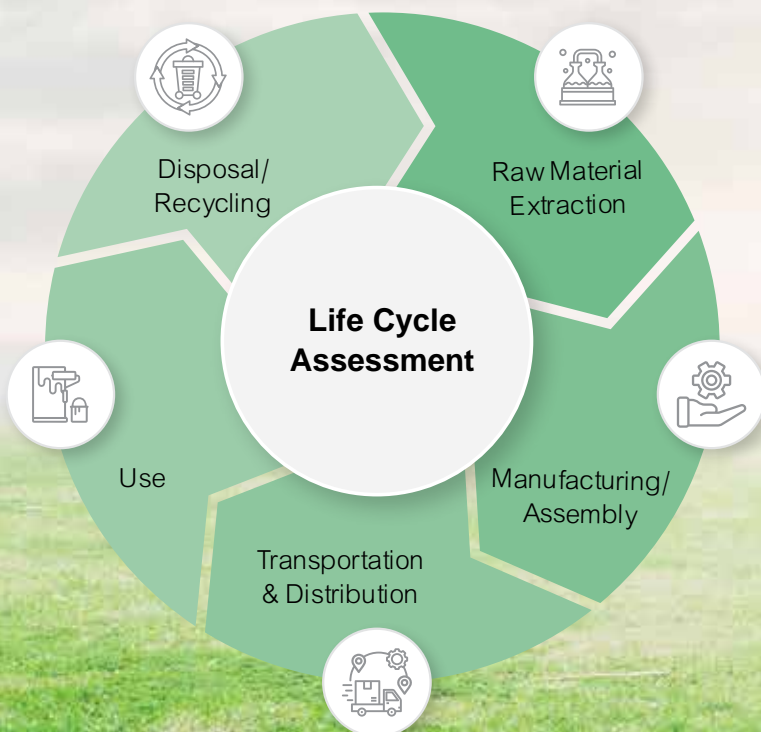 Life Cycle
Assessment
Raw Material
Extraction
Manufacturing/
Assembly
Transportation
& Distribution
Use
Disposal/
Recycling